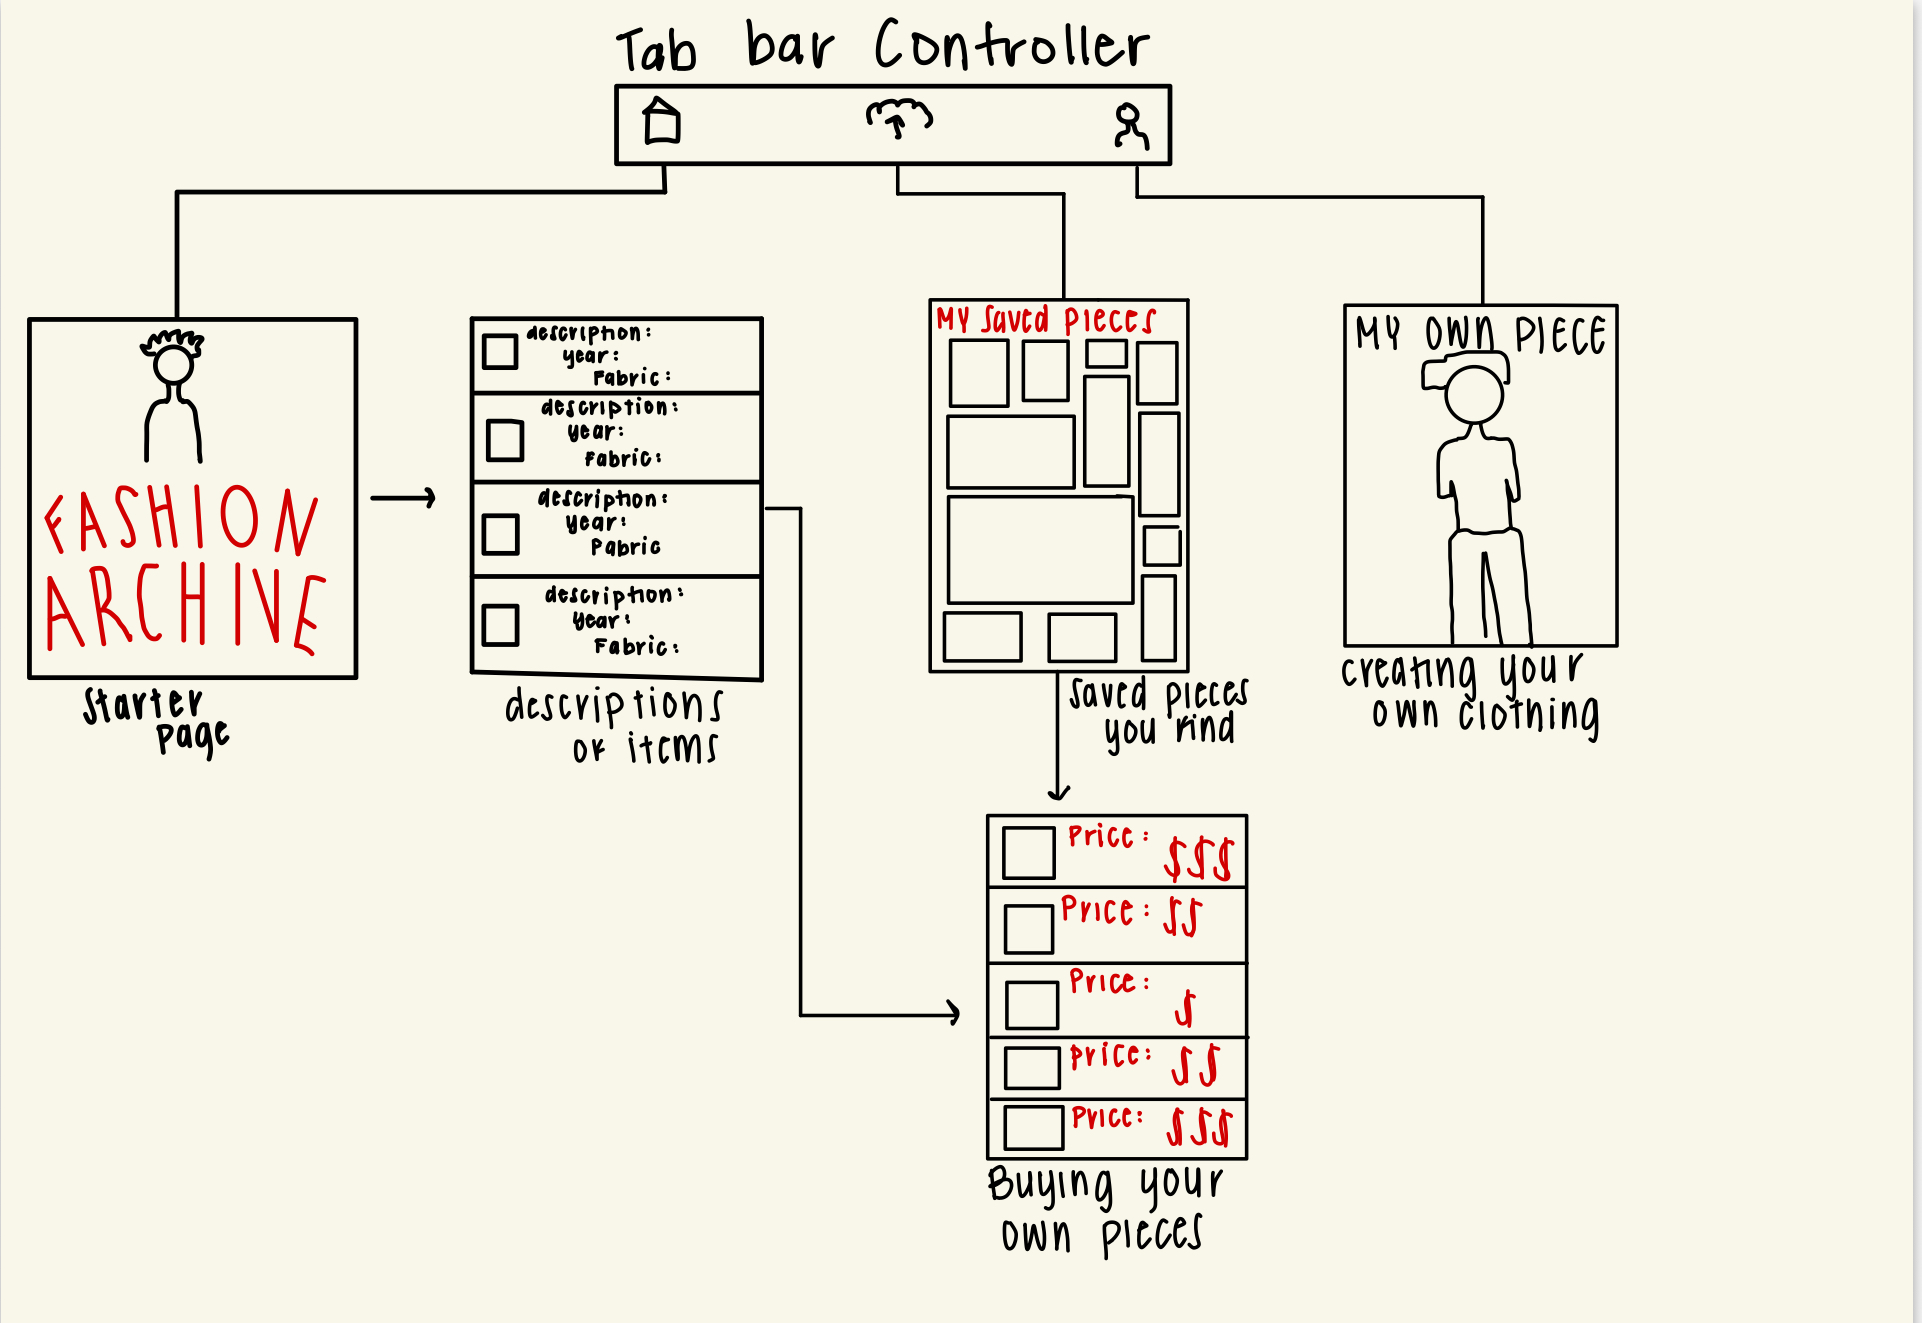 Tab bar Controller
FASHION
ARCHIVE
Starter
Page
description:
year:
Fabric:
description:
year:
Fabric:
description:
year:
Fabric
description:
year:
Fabric:
descriptions
of items
MY Saved PIECES
Saved pieces
you find
MY OWN PIECE
creating your
own clothing
Price: $$$
Price: $$
Price: $
price: $$
Price: $$$
Buying your
own pieces